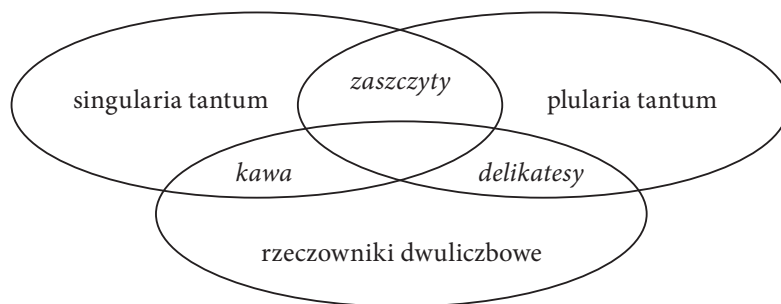 zaszczyty
singularia tantum
plularia tantum
kawa
delikatesy
rzeczowniki dwuliczbowe